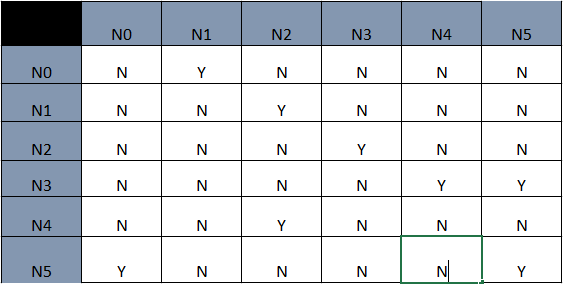 N0 N1 N2 N3 N4 N5
N0 N Y N N N N
N1 N N Y N N N
N2 N N N Y N N
N3 N N N N Y Y
N4 N N Y N N N
N5 Y N N N N Y